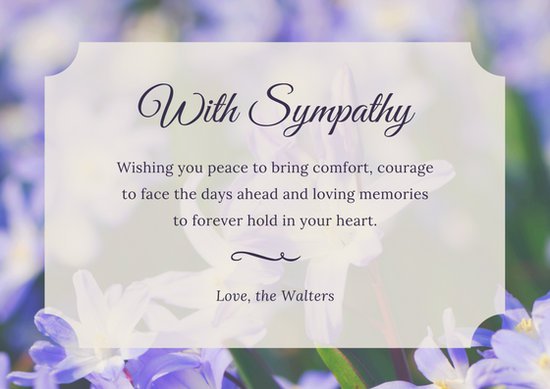 With Sympathy
Wishing you peace to bring comfort, courage
to face the days ahead and loving memories
to forever hold in your heart.
Love, the Walters